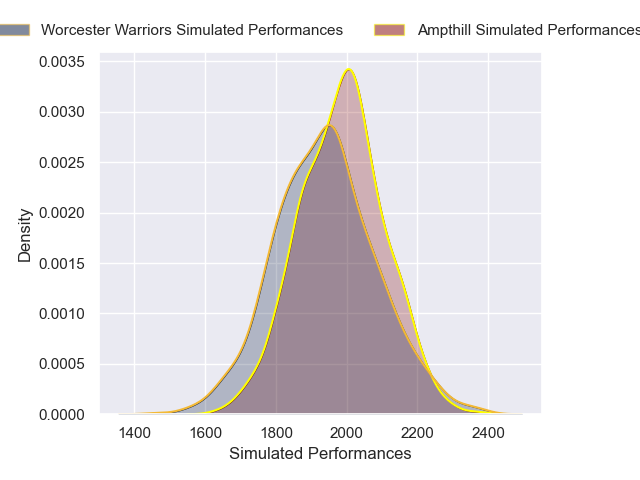 Worcester Warriors Simulated Performances
Ampthill Simulated Performances
0.0035
0.0030
0.0025
0.0020
0.0015
0.0010
0.0005
0.0000
Density
1400 1600 1800 2000 2200 2400
Simulated Performances